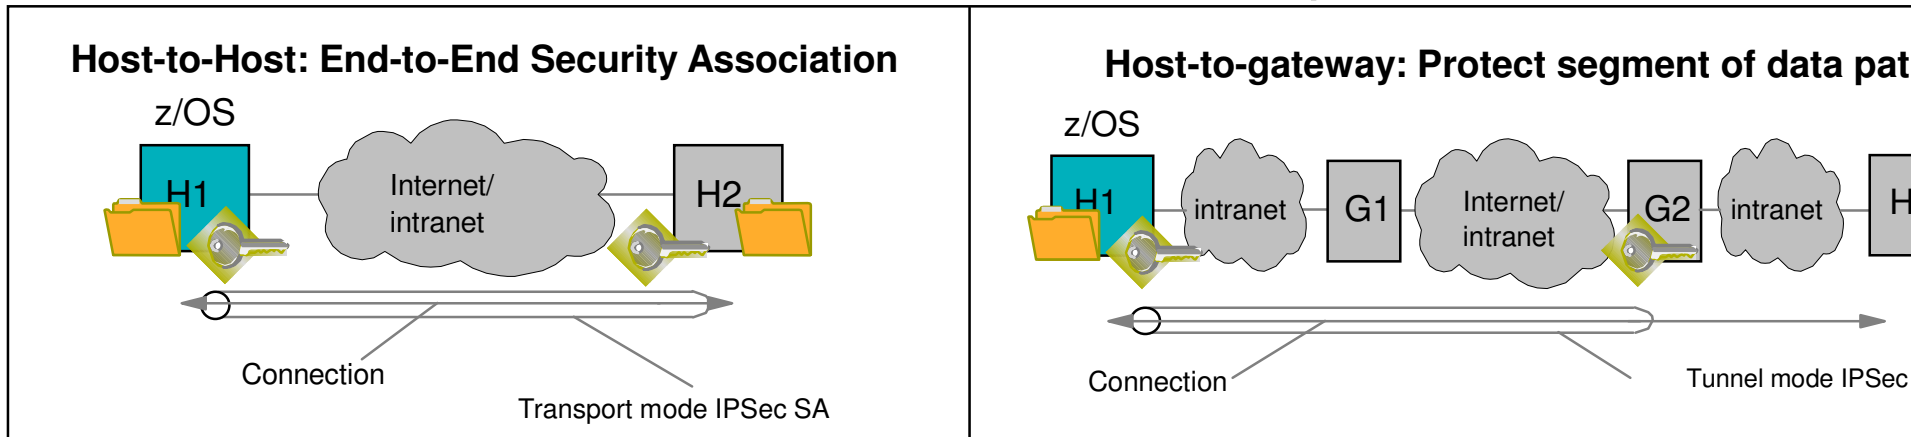 Host-to-Host: End-to-End Security Association
z/OS
H1
Internet/
intranet
H2
Connection
Transport mode IPSec SA
Host-to-gateway: Protect segment of data pat
z/OS
H1
intranet
G1
Internet/
intranet
G2
intranet
H
Connection
Tunnel mode IPSec